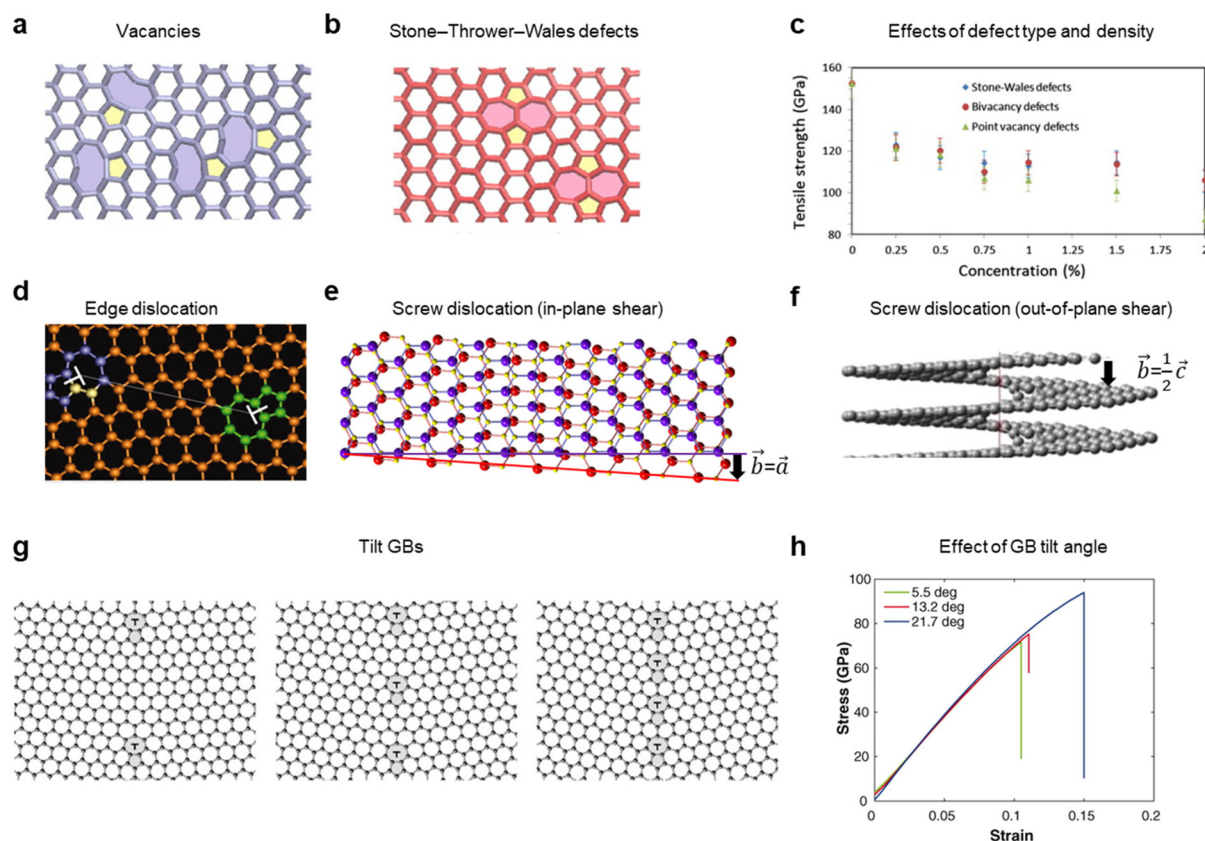 a
Vacancies
b
Stone–Thrower–Wales defects
c
Effects of defect type and density
Tensile strength (GPa)
160
140
120
100
80
Stone-Wales defects
Bivacancy defects
Point vacancy defects
0
0.25
0.5
0.75
1
1.25
1.5
1.75
2
Concentration (%)
d
Edge dislocation
e
Screw dislocation (in-plane shear)
b⃗=a⃗
f
Screw dislocation (out-of-plane shear)
b⃗=1/2 c⃗
g
Tilt GBs
h
Effect of GB tilt angle
Stress (GPa)
100
80
60
40
20
0
5.5 deg
13.2 deg
21.7 deg
0
0.05
0.1
0.15
0.2
Strain